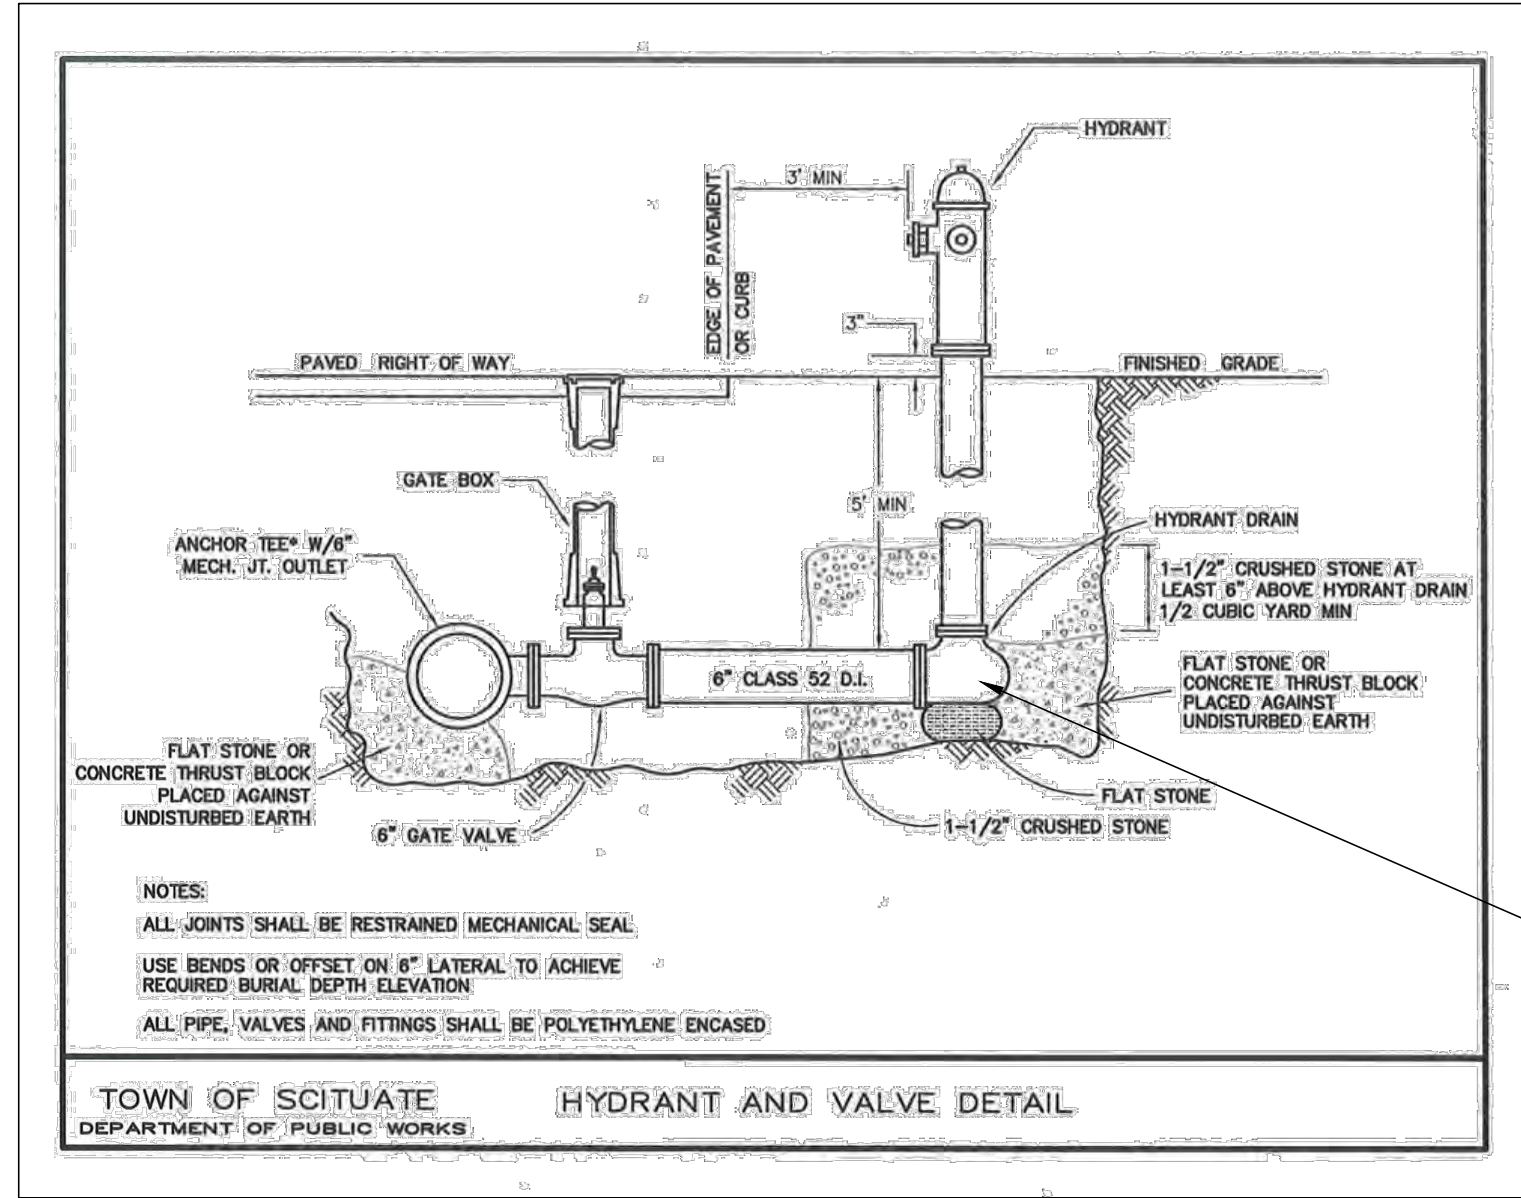 HYDRANT
3' MIN
EDGE OF PAVEMENT
OR CURB
3"
PAVED RIGHT OF WAY
FINISHED GRADE
GATE BOX
5' MIN
HYDRANT DRAIN
ANCHOR TEE* W/6"
MECH. JT. OUTLET
1-1/2" CRUSHED STONE AT
LEAST 6" ABOVE HYDRANT DRAIN
1/2 CUBIC YARD MIN
6" CLASS 52 D.I.
FLAT STONE OR
CONCRETE THRUST BLOCK
PLACED AGAINST
UNDISTURBED EARTH
FLAT STONE OR
CONCRETE THRUST BLOCK
PLACED AGAINST
UNDISTURBED EARTH
FLAT STONE
6" GATE VALVE
1-1/2" CRUSHED STONE
NOTES:
ALL JOINTS SHALL BE RESTRAINED MECHANICAL SEAL
USE BENDS OR OFFSET ON 6" LATERAL TO ACHIEVE
REQUIRED BURIAL DEPTH ELEVATION
ALL PIPE, VALVES AND FITTINGS SHALL BE POLYETHYLENE ENCASED
TOWN OF SCITUATE
DEPARTMENT OF PUBLIC WORKS
HYDRANT AND VALVE DETAIL